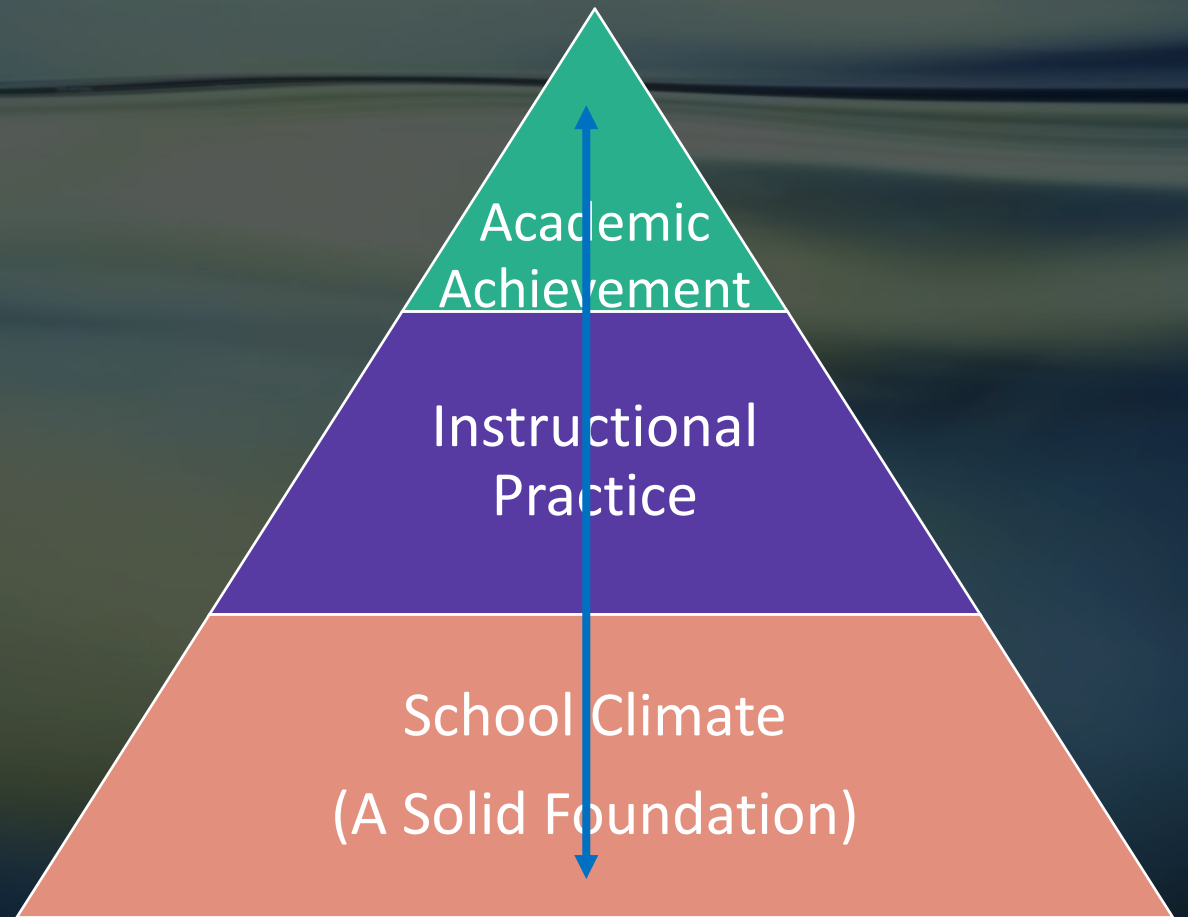 Academic
Achievement
Instructional
Practice
School Climate
(A Solid Foundation)